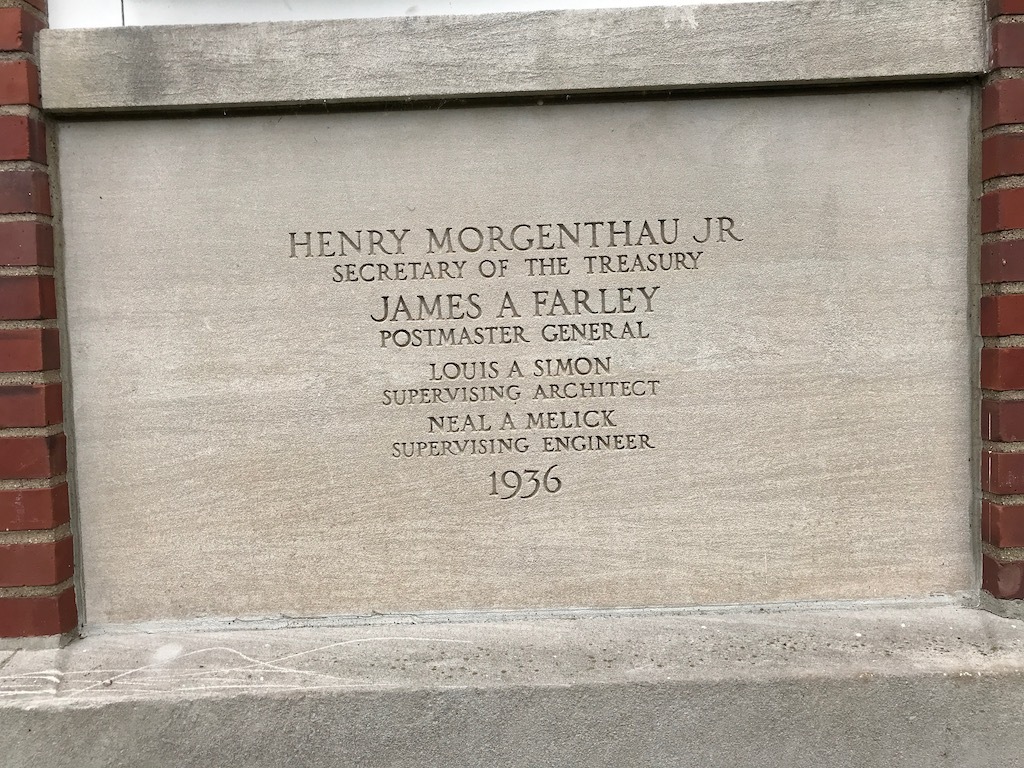 HENRY MORGENTHAU JR
SECRETARY OF THE TREASURY
JAMES A FARLEY
POSTMASTER GENERAL
LOUIS A SIMON
SUPERVISING ARCHITECT
NEAL A MELICK
SUPERVISING ENGINEER
1936